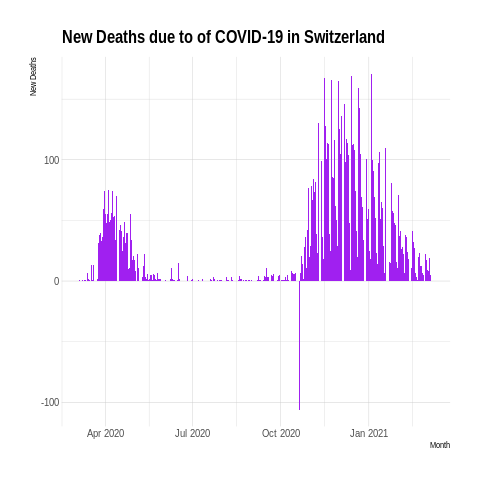 New Deaths due to of COVID-19 in Switzerland
New Deaths
100
0
-100
Apr 2020 Jul 2020 Oct 2020 Jan 2021
Month